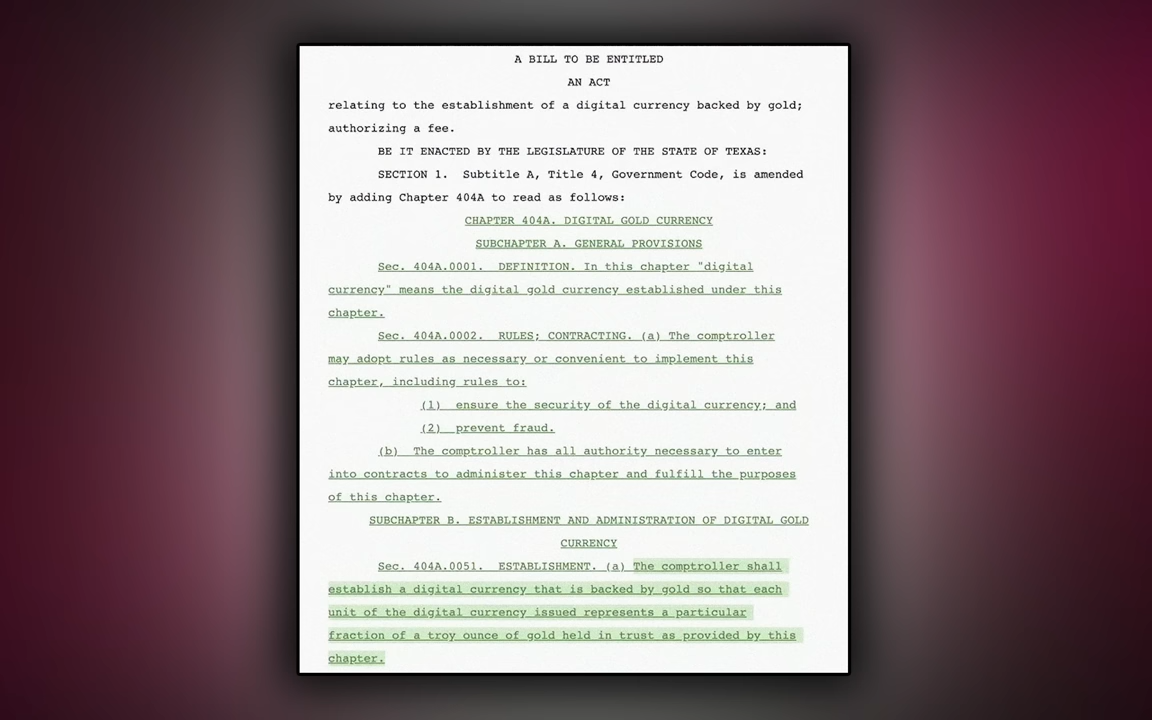 A BILL TO BE ENTITLED
AN ACT
relating to the establishment of a digital currency backed by gold;
authorizing a fee.
BE IT ENACTED BY THE LEGISLATURE OF THE STATE OF TEXAS:
SECTION 1.  Subtitle A, Title 4, Government Code, is amended
by adding Chapter 404A to read as follows:
CHAPTER 404A. DIGITAL GOLD CURRENCY
SUBCHAPTER A. GENERAL PROVISIONS
Sec. 404A.0001.  DEFINITION. In this chapter "digital
currency" means the digital gold currency established under this
chapter.
Sec. 404A.0002.  RULES; CONTRACTING. (a) The comptroller
may adopt rules as necessary or convenient to implement this
chapter, including rules to:
(1)  ensure the security of the digital currency; and
(2)  prevent fraud.
(b)  The comptroller has all authority necessary to enter
into contracts to administer this chapter and fulfill the purposes
of this chapter.
SUBCHAPTER B. ESTABLISHMENT AND ADMINISTRATION OF DIGITAL GOLD
CURRENCY
Sec. 404A.0051.  ESTABLISHMENT. (a) The comptroller shall
establish a digital currency that is backed by gold so that each
unit of the digital currency issued represents a particular
fraction of a troy ounce of gold held in trust as provided by this
chapter.